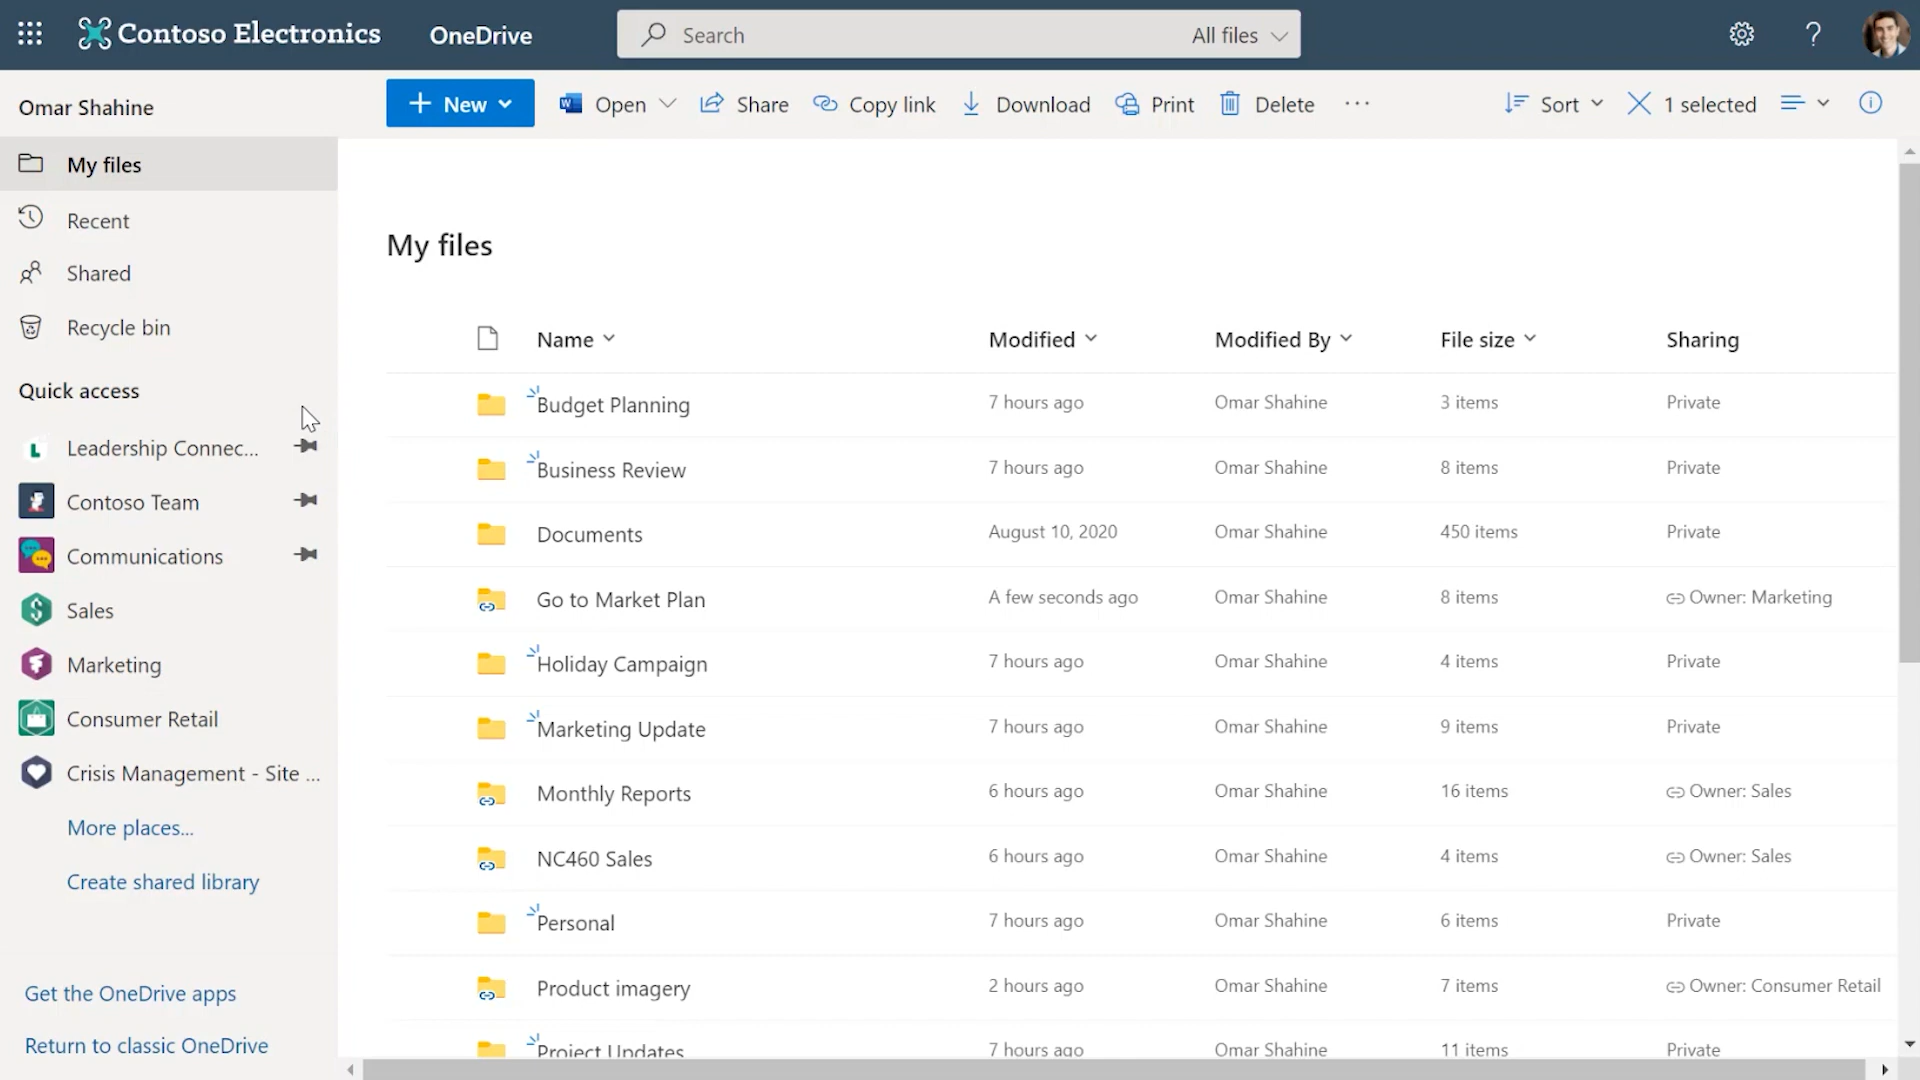 Contoso Electronics
OneDrive
Search
All files
?
Omar Shahine
New
Open
Share
Copy link
Download
Print
Delete
...
Sort
1 selected
My files
Recent
Shared
Recycle bin
Quick access
Leadership Connec...
Contoso Team
Communications
Sales
Marketing
Consumer Retail
Crisis Management - Site ...
More places...
Create shared library
Get the OneDrive apps
Return to classic OneDrive
My files
Name Modified Modified By File size Sharing
Budget Planning 7 hours ago Omar Shahine 3 items Private
Business Review 7 hours ago Omar Shahine 8 items Private
Documents August 10, 2020 Omar Shahine 450 items Private
Go to Market Plan A few seconds ago Omar Shahine 8 items Owner: Marketing
Holiday Campaign 7 hours ago Omar Shahine 4 items Private
Marketing Update 7 hours ago Omar Shahine 9 items Private
Monthly Reports 6 hours ago Omar Shahine 16 items Owner: Sales
NC460 Sales 6 hours ago Omar Shahine 4 items Owner: Sales
Personal 7 hours ago Omar Shahine 6 items Private
Product imagery 2 hours ago Omar Shahine 7 items Owner: Consumer Retail
Project Updates 7 hours ago Omar Shahine 11 items Private